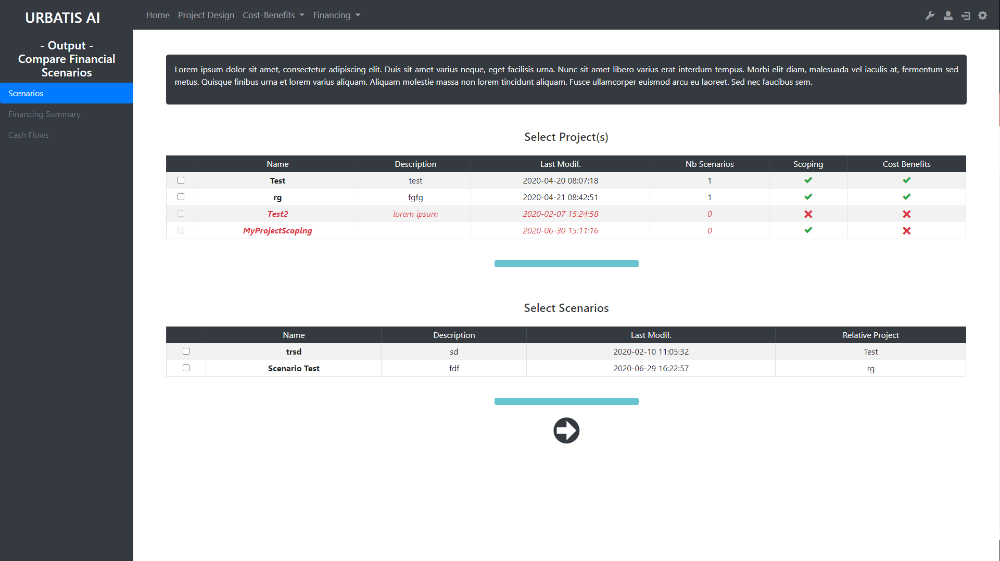 URBATIS AI
Home Project Design Cost-Benefits Financing
- Output -
Compare Financial
Scenarios
Scenarios
Financing Summary
Cash Flows
Lorem ipsum dolor sit amet, consectetur adipiscing elit. Duis sit amet varius neque, eget facilisis urna. Nunc sit amet libero varius erat interdum tempus. Morbi elit diam, malesuada vel iaculis at, fermentum sed
metus. Quisque finibus urna et lorem varius aliquam. Aliquam molestie massa non lorem tincidunt aliquam. Fusce ullamcorper euismod arcu eu laoreet. Sed nec faucibus sem.
Select Project(s)
Name Description Last Modif. Nb Scenarios Scoping Cost Benefits
Test test 2020-04-20 08:07:18 1
rg fgfg 2020-04-21 08:42:51 1
Test2 lorem ipsum 2020-02-07 15:24:58 0
MyProjectScoping 2020-06-30 15:11:16 0
Select Scenarios
Name Description Last Modif. Relative Project
trsd sd 2020-02-10 11:05:32 Test
Scenario Test fdf 2020-06-29 16:22:57 rg